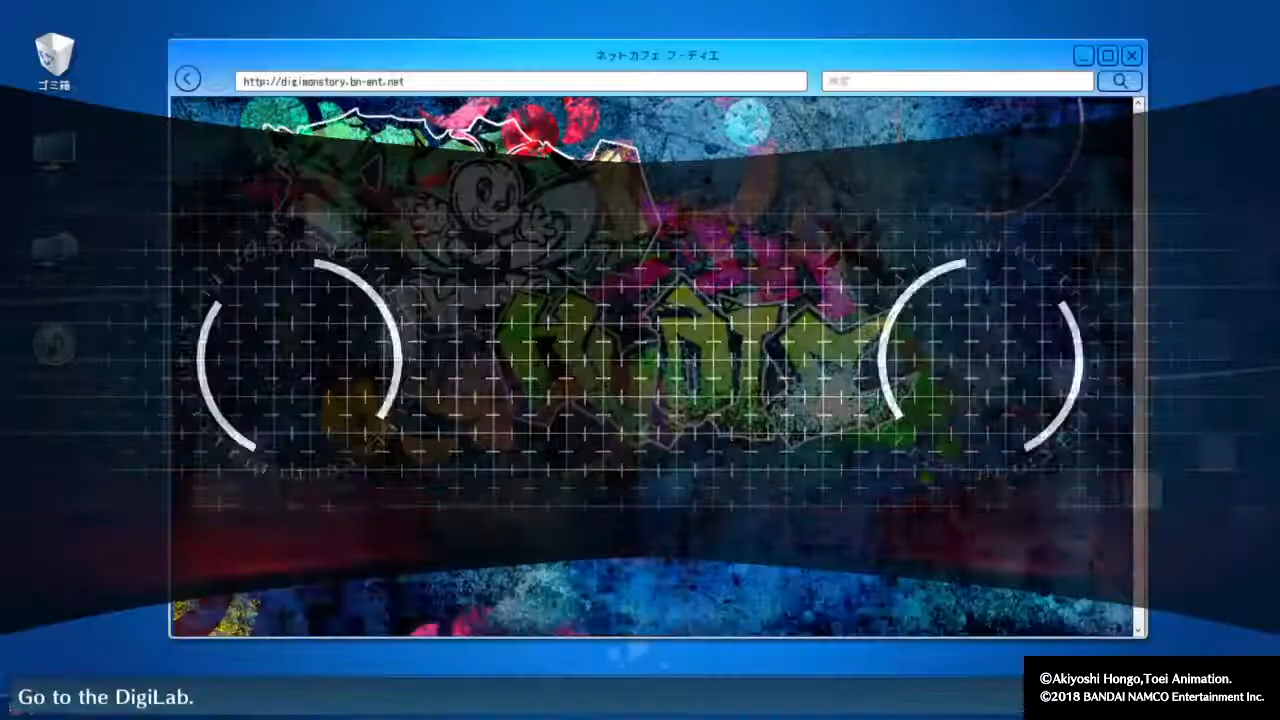 ゴミ箱
ネットカフェ フーディエ
http://digimonstory.bn-ent.net
検索
Go to the DigiLab.
©Akiyoshi Hongo,Toei Animation.
©2018 BANDAI NAMCO Entertainment Inc.